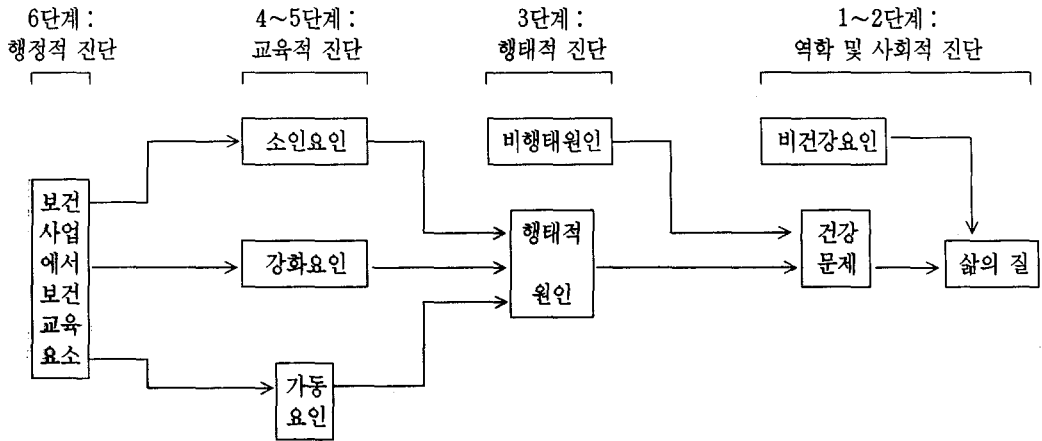 6단계 :
행정적 진단
4~5단계 :
교육적 진단
3단계 :
행태적 진단
1~2단계 :
역학 및 사회적 진단
소인요인
비행태원인
비건강요인
보건
사업
에서
보건
교육
요소
강화요인
행태적
원인
건강
문제
삶의 질
가동
요인